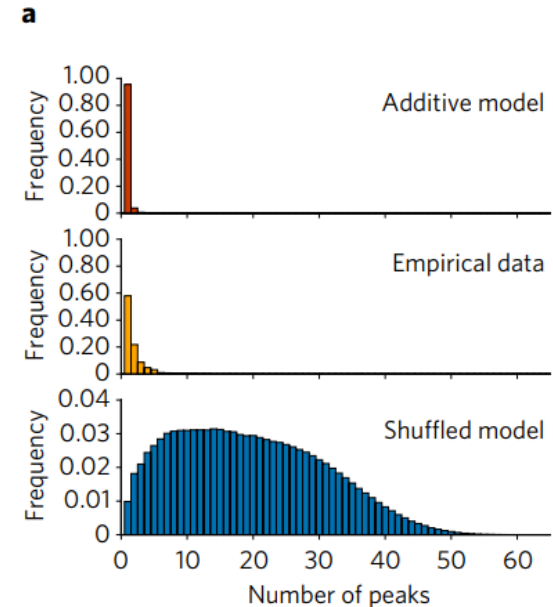 a
1.00
0.80
0.60
0.40
0.20
0
Frequency
Additive model
1.00
0.80
0.60
0.40
0.20
0
Frequency
Empirical data
0.04
0.03
0.02
0.01
0
Frequency
Shuffled model
0 10 20 30 40 50 60
Number of peaks